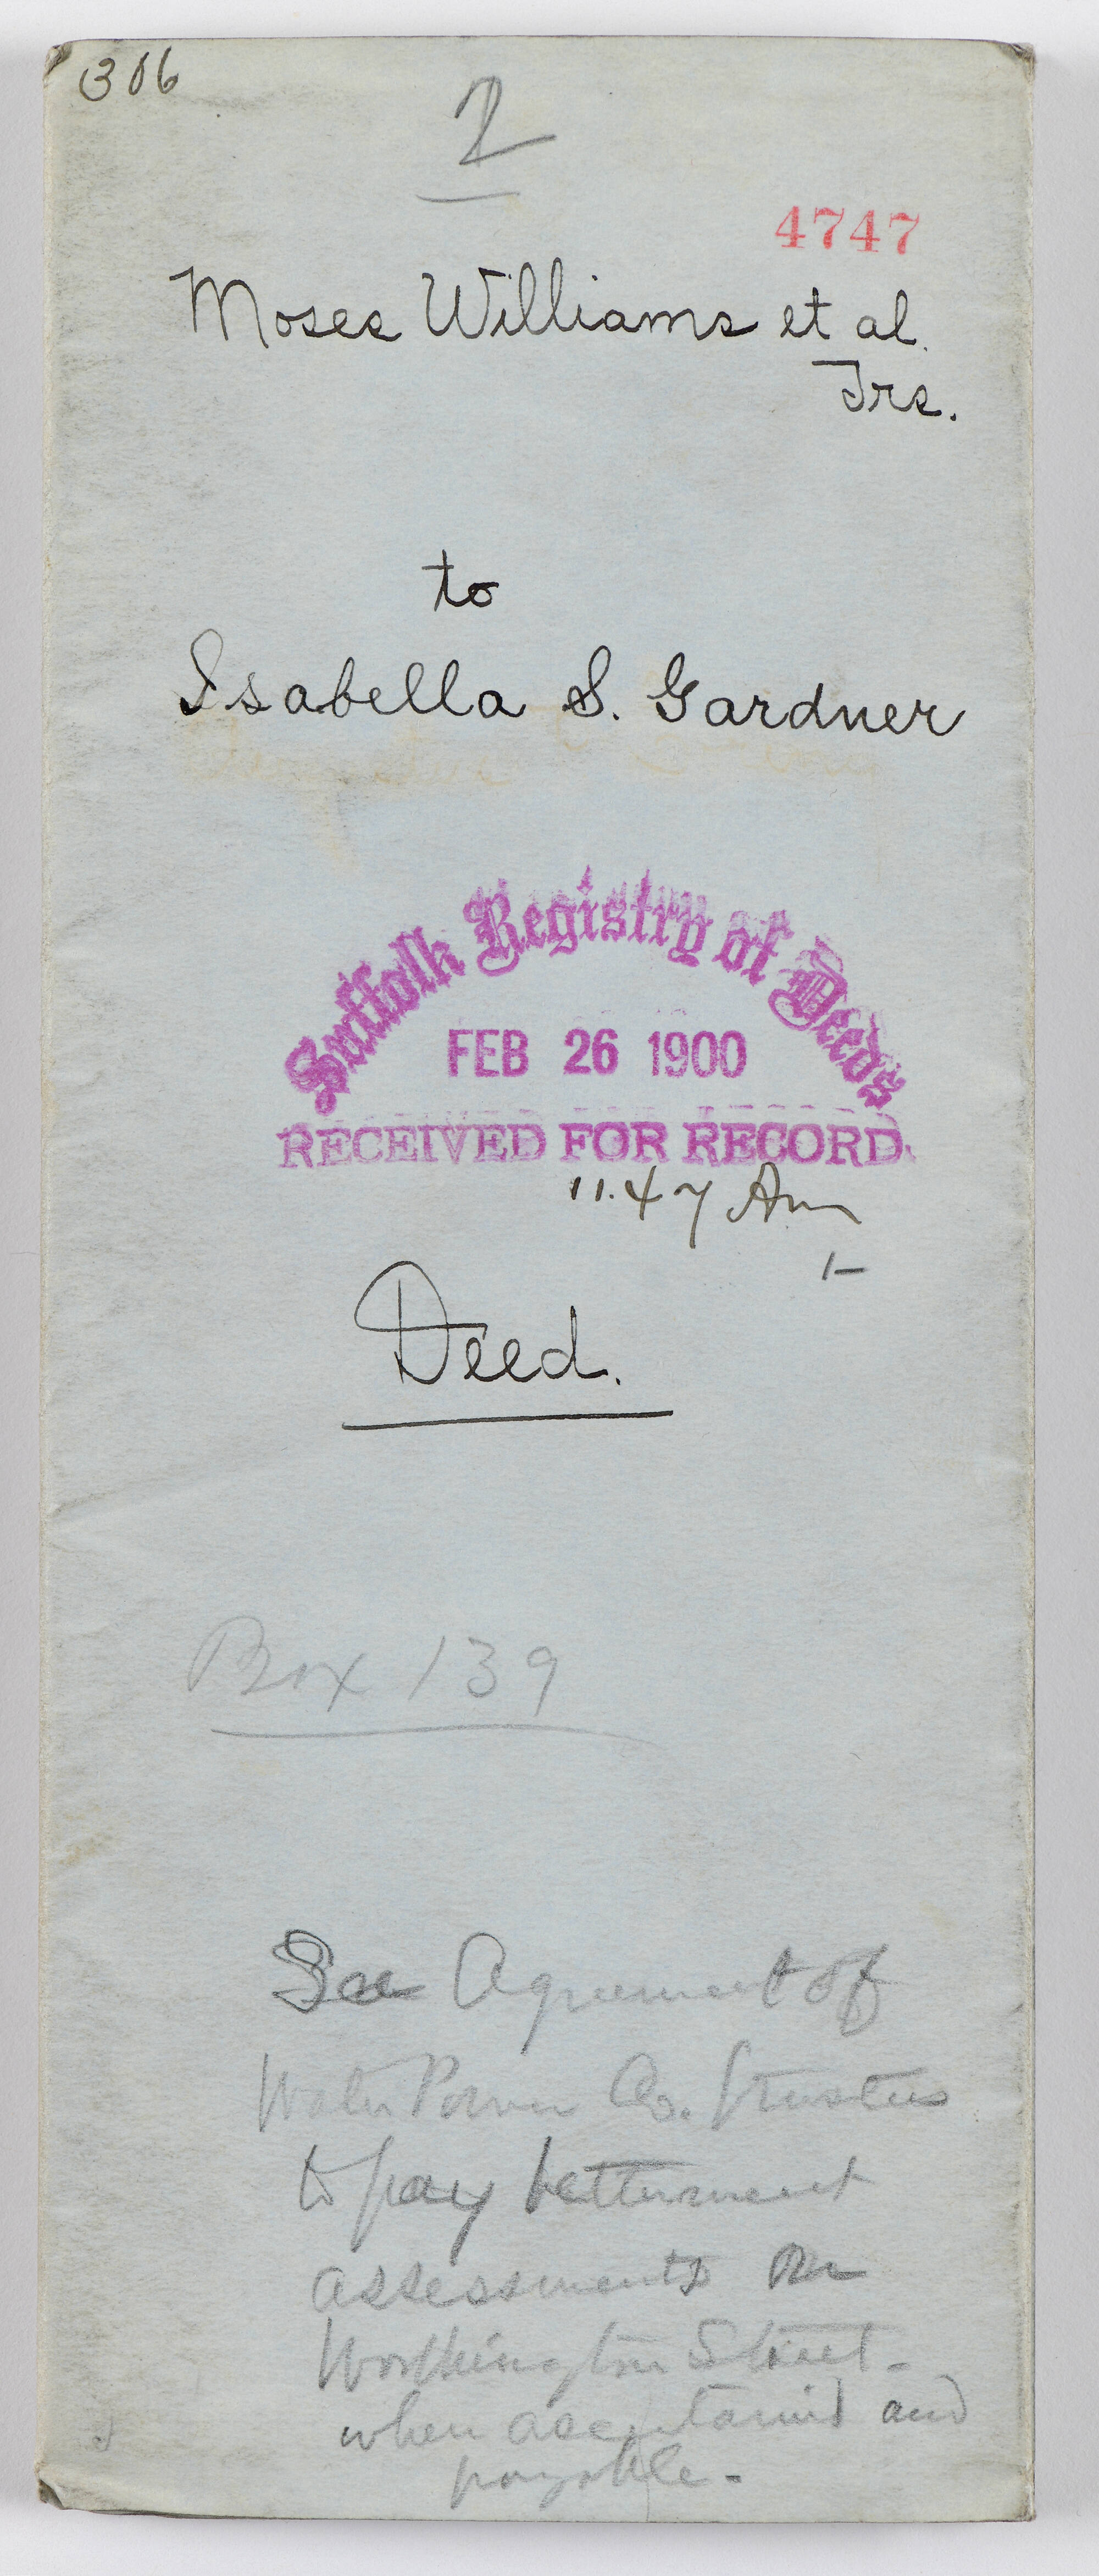 306
2
4747
Moses Williams et al.
Trs.
to
Isabella S. Gardner
Suffolk Registry of Deeds
FEB 26 1900
RECEIVED FOR RECORD.
11.47 Am
1-
Deed.
Box 139
See Agreement of
Water Power Co. trustees
to pay betterment
assessments on
Worthington Street-
when ascertained and
payable-